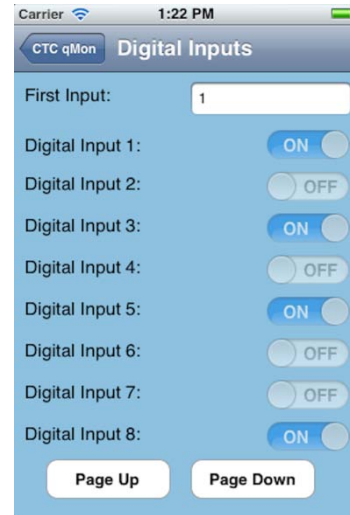 Carrier 1:22 PM
CTC qMon Digital Inputs
First Input: 1
Digital Input 1: ON
Digital Input 2: OFF
Digital Input 3: ON
Digital Input 4: OFF
Digital Input 5: ON
Digital Input 6: OFF
Digital Input 7: OFF
Digital Input 8: ON
Page Up Page Down